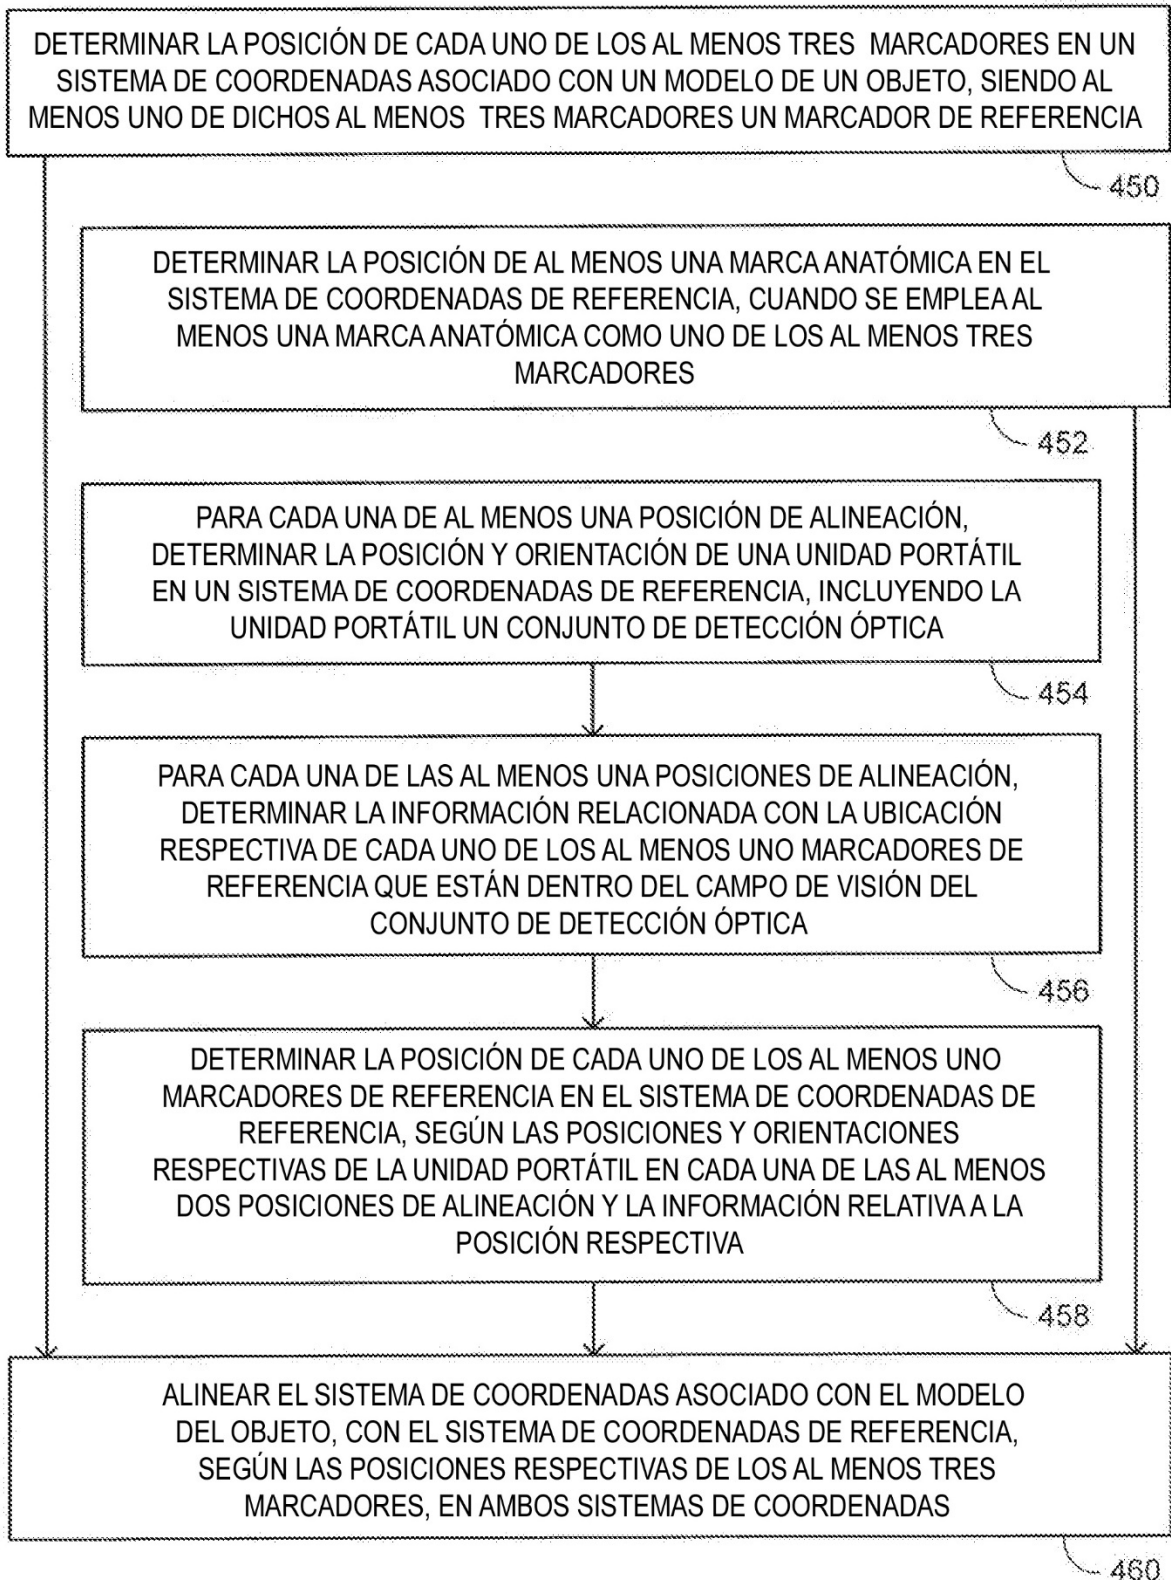 DETERMINAR LA POSICIÓN DE CADA UNO DE LOS AL MENOS TRES MARCADORES EN UN
SISTEMA DE COORDENADAS ASOCIADO CON UN MODELO DE UN OBJETO, SIENDO AL
MENOS UNO DE DICHOS AL MENOS TRES MARCADORES UN MARCADOR DE REFERENCIA
450
DETERMINAR LA POSICIÓN DE AL MENOS UNA MARCA ANATÓMICA EN EL
SISTEMA DE COORDENADAS DE REFERENCIA, CUANDO SE EMPLEA AL
MENOS UNA MARCA ANATÓMICA COMO UNO DE LOS AL MENOS TRES
MARCADORES
452
PARA CADA UNA DE AL MENOS UNA POSICIÓN DE ALINEACIÓN,
DETERMINAR LA POSICIÓN Y ORIENTACIÓN DE UNA UNIDAD PORTÁTIL
EN UN SISTEMA DE COORDENADAS DE REFERENCIA, INCLUYENDO LA
UNIDAD PORTÁTIL UN CONJUNTO DE DETECCIÓN ÓPTICA
454
PARA CADA UNA DE LAS AL MENOS UNA POSICIONES DE ALINEACIÓN,
DETERMINAR LA INFORMACIÓN RELACIONADA CON LA UBICACIÓN
RESPECTIVA DE CADA UNO DE LOS AL MENOS UNO MARCADORES DE
REFERENCIA QUE ESTÁN DENTRO DEL CAMPO DE VISIÓN DEL
CONJUNTO DE DETECCIÓN ÓPTICA
456
DETERMINAR LA POSICIÓN DE CADA UNO DE LOS AL MENOS UNO
MARCADORES DE REFERENCIA EN EL SISTEMA DE COORDENADAS DE
REFERENCIA, SEGÚN LAS POSICIONES Y ORIENTACIONES
RESPECTIVAS DE LA UNIDAD PORTÁTIL EN CADA UNA DE LAS AL MENOS
DOS POSICIONES DE ALINEACIÓN Y LA INFORMACIÓN RELATIVA A LA
POSICIÓN RESPECTIVA
458
ALINEAR EL SISTEMA DE COORDENADAS ASOCIADO CON EL MODELO
DEL OBJETO, CON EL SISTEMA DE COORDENADAS DE REFERENCIA,
SEGÚN LAS POSICIONES RESPECTIVAS DE LOS AL MENOS TRES
MARCADORES, EN AMBOS SISTEMAS DE COORDENADAS
460